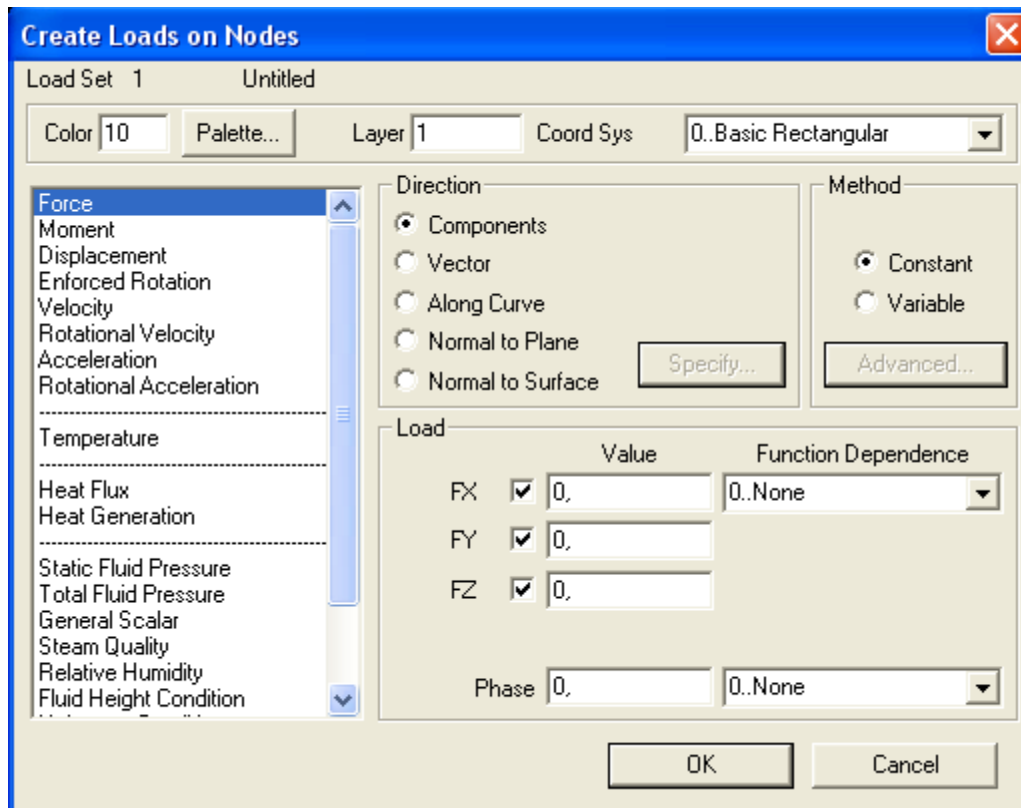 Create Loads on Nodes
Load Set 1 Untitled
Color 10 Palette... Layer 1 Coord Sys 0..Basic Rectangular
Force
Moment
Displacement
Enforced Rotation
Velocity
Rotational Velocity
Acceleration
Rotational Acceleration
Temperature
Heat Flux
Heat Generation
Static Fluid Pressure
Total Fluid Pressure
General Scalar
Steam Quality
Relative Humidity
Fluid Height Condition
Direction
Components
Vector
Along Curve
Normal to Plane
Normal to Surface
Specify...
Method
Constant
Variable
Advanced...
Load
Value Function Dependence
FX 0, 0..None
FY 0,
FZ 0,
Phase 0, 0..None
OK Cancel